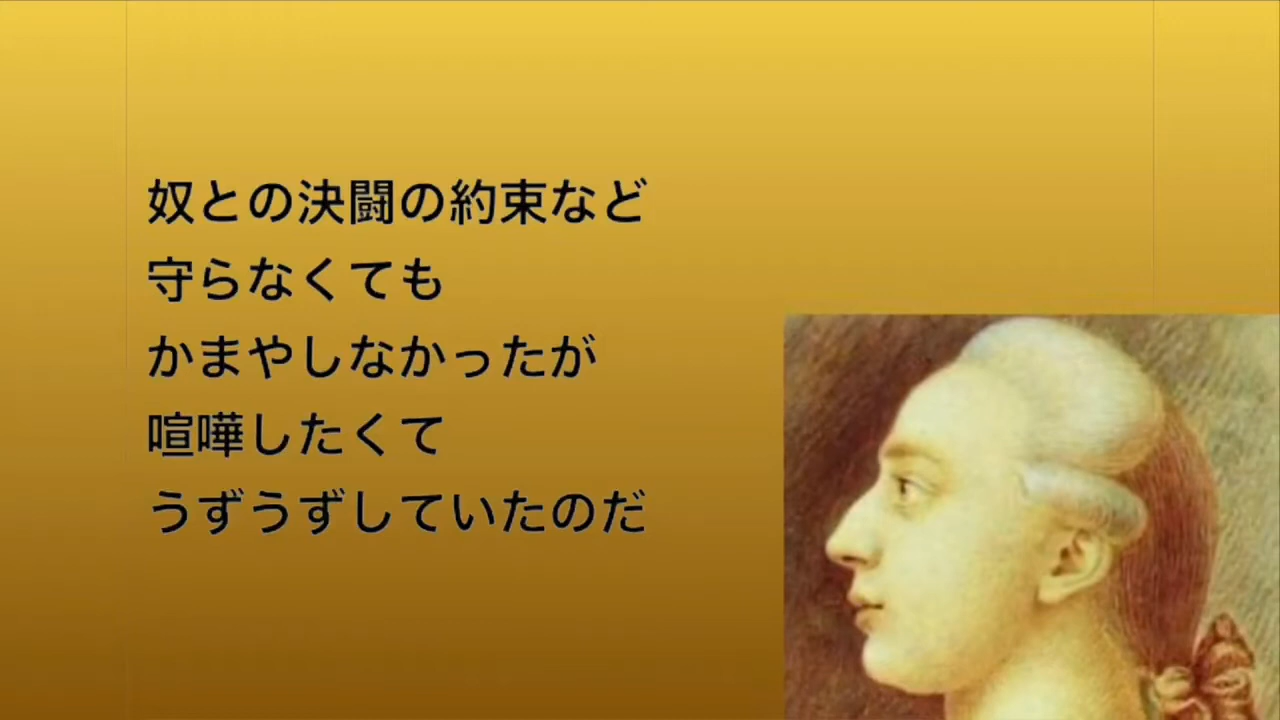 奴との決闘の約束など
守らなくても
かまやしなかったが
喧嘩したくて
うずうずしていたのだ